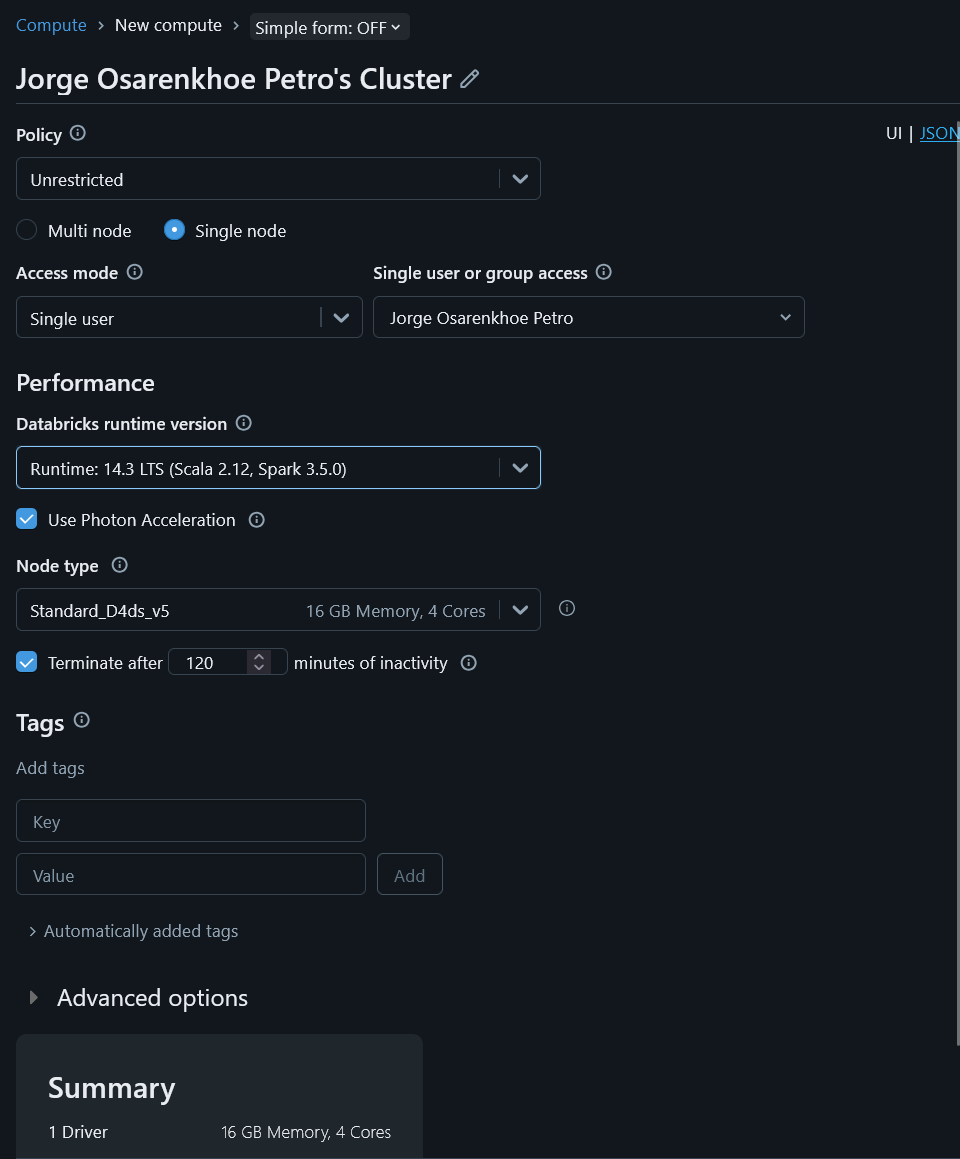 Compute > New compute > Simple form: OFF
Jorge Osarenkhoe Petro's Cluster
Policy
UI | JSON
Unrestricted
Multi node Single node
Access mode Single user or group access
Single user Jorge Osarenkhoe Petro
Performance
Databricks runtime version
Runtime: 14.3 LTS (Scala 2.12, Spark 3.5.0)
Use Photon Acceleration
Node type
Standard_D4ds_v5 16 GB Memory, 4 Cores
Terminate after 120 minutes of inactivity
Tags
Add tags
Key
Value Add
> Automatically added tags
Advanced options
Summary
1 Driver 16 GB Memory, 4 Cores